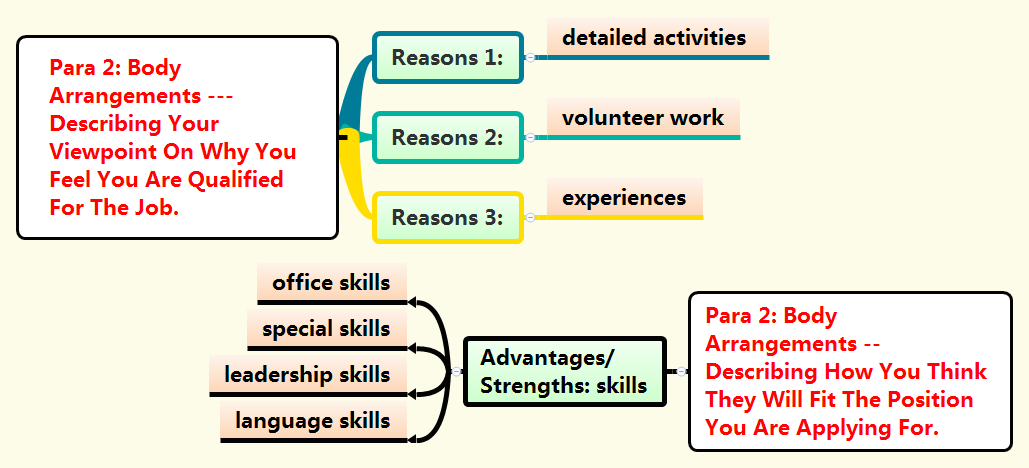 Para 2: Body
Arrangements ---
Describing Your
Viewpoint On Why You
Feel You Are Qualified
For The Job.
Reasons 1:
detailed activities
Reasons 2:
volunteer work
Reasons 3:
experiences
office skills
special skills
leadership skills
language skills
Advantages/
Strengths: skills
Para 2: Body
Arrangements --
Describing How You Think
They Will Fit The Position
You Are Applying For.